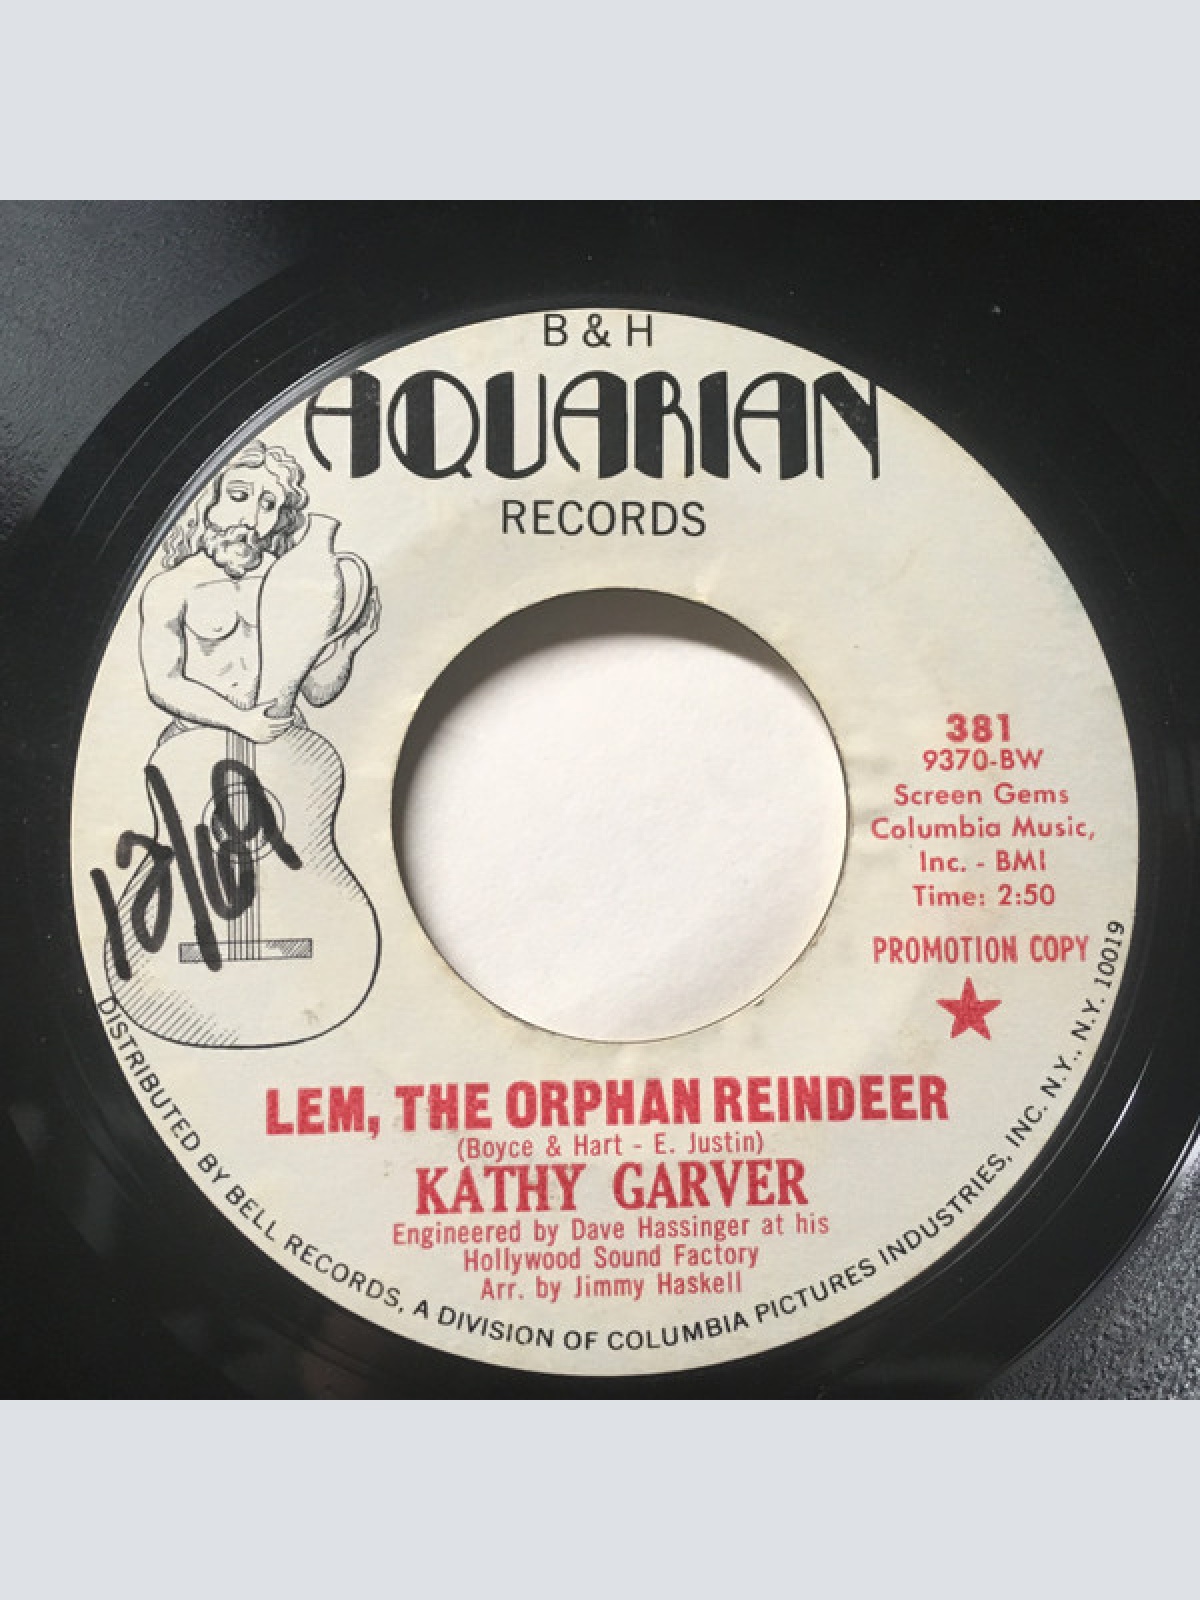 B & H
AQUARIAN
RECORDS
12/69
381
9370-BW
Screen Gems
Columbia Music,
Inc. - BMI
Time: 2:50
PROMOTION COPY
LEM, THE ORPHAN REINDEER
(Boyce & Hart - E. Justin)
KATHY GARVER
Engineered by Dave Hassinger at his
Hollywood Sound Factory
Arr. by Jimmy Haskell
DISTRIBUTED BY BELL RECORDS, A DIVISION OF COLUMBIA PICTURES INDUSTRIES, INC. N.Y., N.Y. 10019